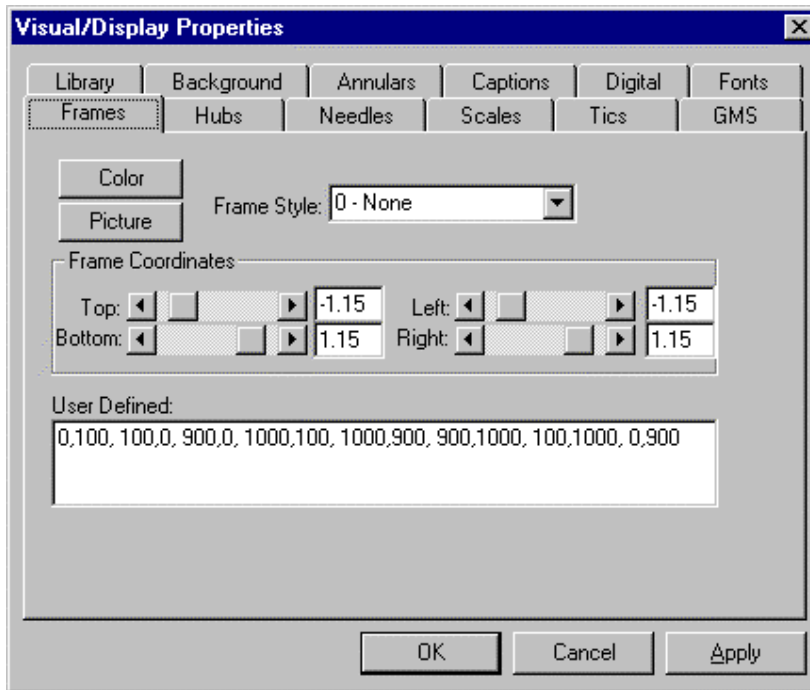 Visual/Display Properties
Library Background Annulars Captions Digital Fonts
Frames Hubs Needles Scales Tics GMS
Color
Picture
Frame Style: 0 - None
Frame Coordinates
Top: -1.15 Left: -1.15
Bottom: 1.15 Right: 1.15
User Defined:
0,100, 100,0, 900,0, 1000,100, 1000,900, 900,1000, 100,1000, 0,900
OK Cancel Apply